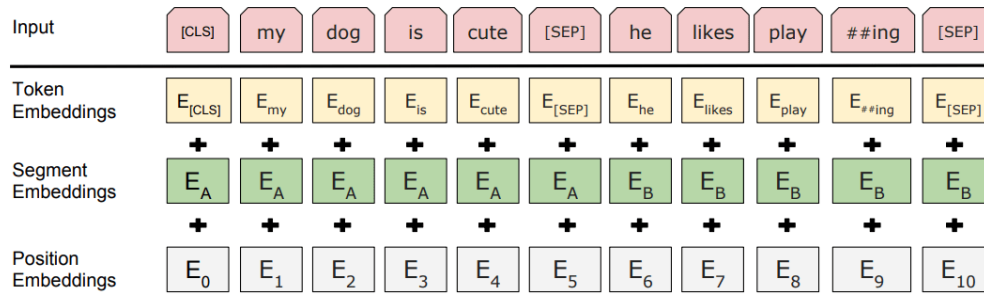 Input [CLS] my dog is cute [SEP] he likes play ##ing [SEP]
Token Embeddings E[CLS] Emy Edog Eis Ecute E[SEP] Ehe Elikes Eplay E##ing E[SEP]
+ + + + + + + + + + +
Segment Embeddings EA EA EA EA EA EA EB EB EB EB EB
+ + + + + + + + + + +
Position Embeddings E0 E1 E2 E3 E4 E5 E6 E7 E8 E9 E10